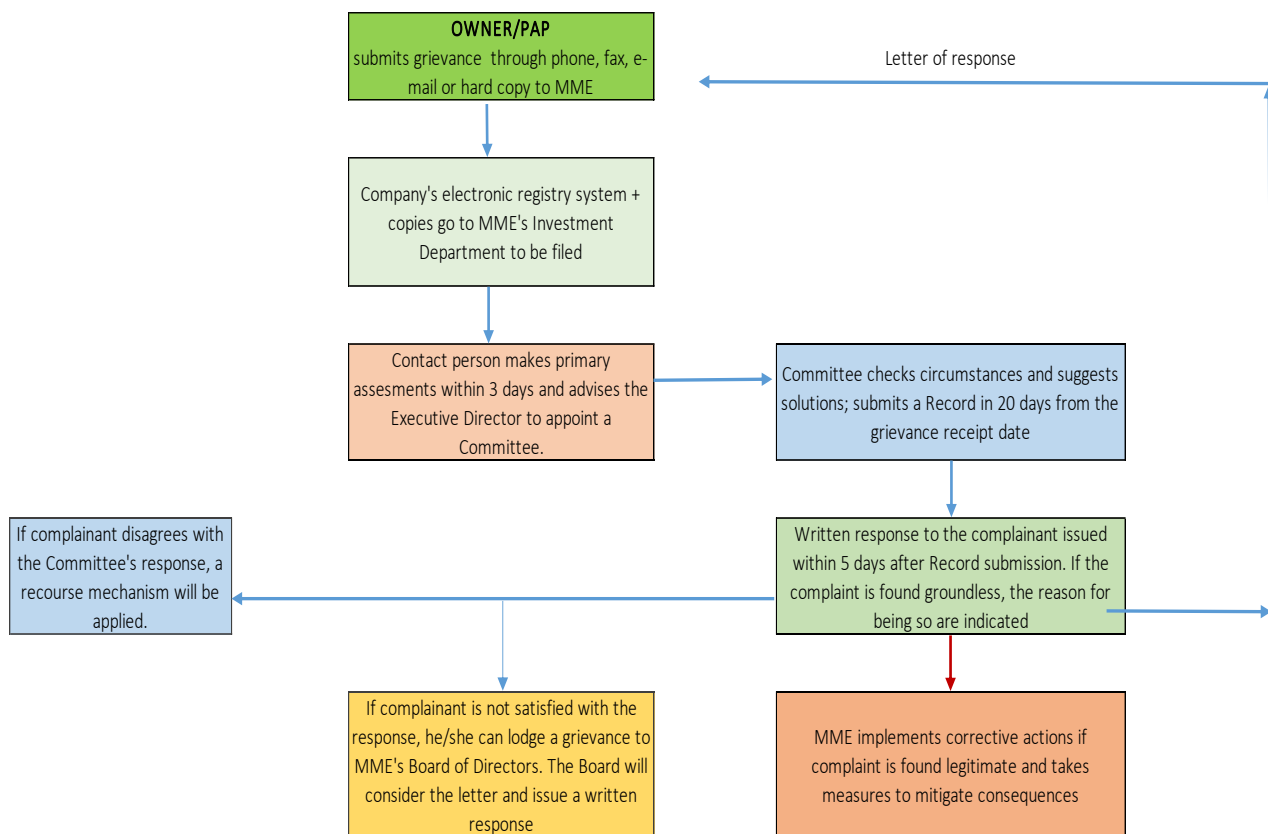 OWNER/PAP
submits grievance through phone, fax, e-
mail or hard copy to MME
Letter of response
Company's electronic registry system +
copies go to MME's Investment
Department to be filed
Contact person makes primary
assesments within 3 days and advises the
Executive Director to appoint a
Committee.
Committee checks circumstances and suggests
solutions; submits a Record in 20 days from the
grievance receipt date
If complainant disagrees with
the Committee's response, a
recourse mechanism will be
applied.
Written response to the complainant issued
within 5 days after Record submission. If the
complaint is found groundless, the reason for
being so are indicated
If complainant is not satisfied with the
response, he/she can lodge a grievance to
MME's Board of Directors. The Board will
consider the letter and issue a written
response
MME implements corrective actions if
complaint is found legitimate and takes
measures to mitigate consequences